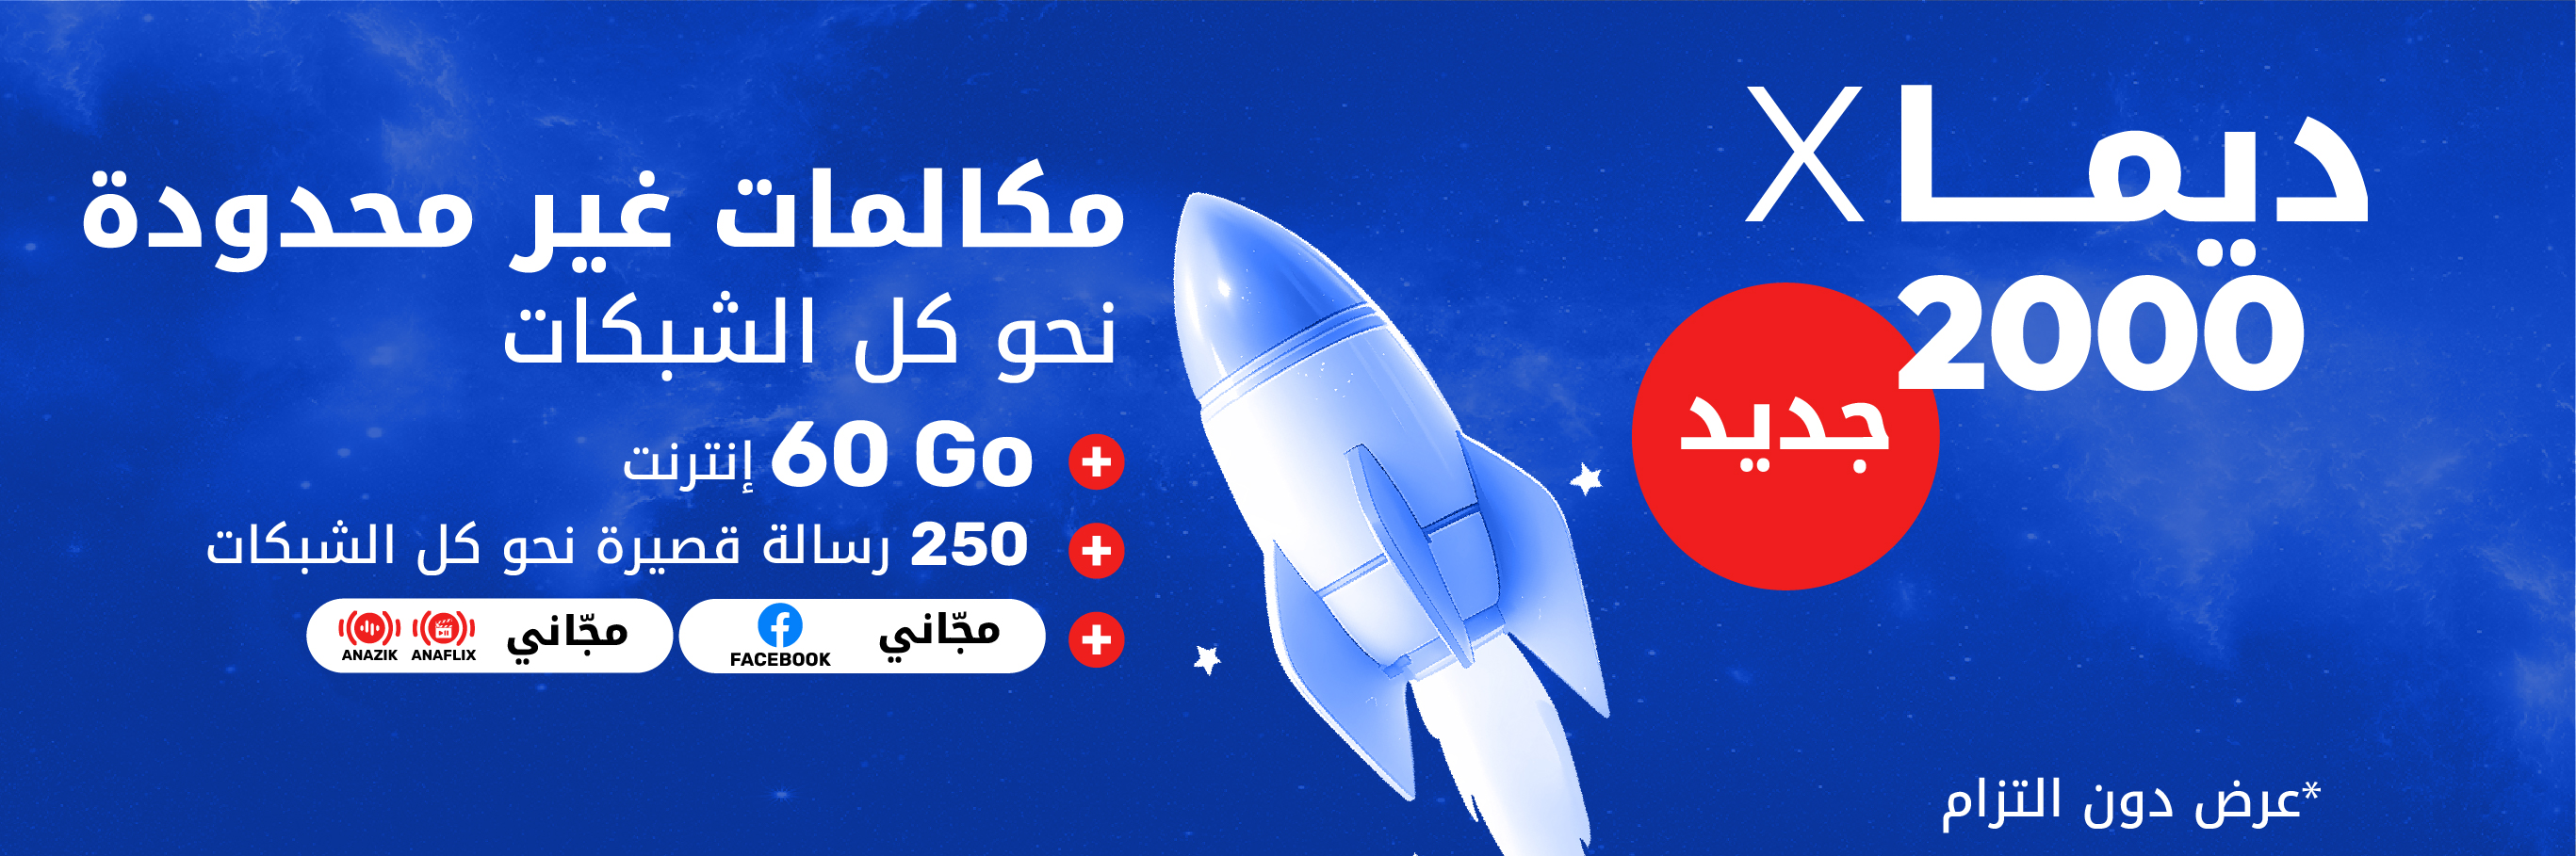 ديمــا X
2000
جديد
مكالمات غير محدودة
نحو كل الشبكات
+ 60 Go إنترنت
+ 250 رسالة قصيرة نحو كل الشبكات
+ مجّاني FACEBOOK مجّاني ANAFLIX ANAZIK
*عرض دون التزام